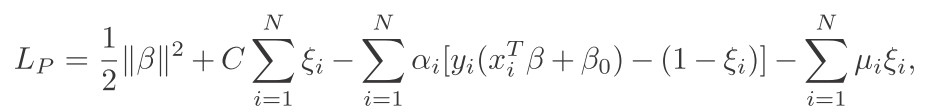 L_P = \frac{1}{2}\|\beta\|^2 + C\sum_{i=1}^{N}\xi_i - \sum_{i=1}^{N}\alpha_i[y_i(x_i^T\beta + \beta_0) - (1 - \xi_i)] - \sum_{i=1}^{N}\mu_i\xi_i,